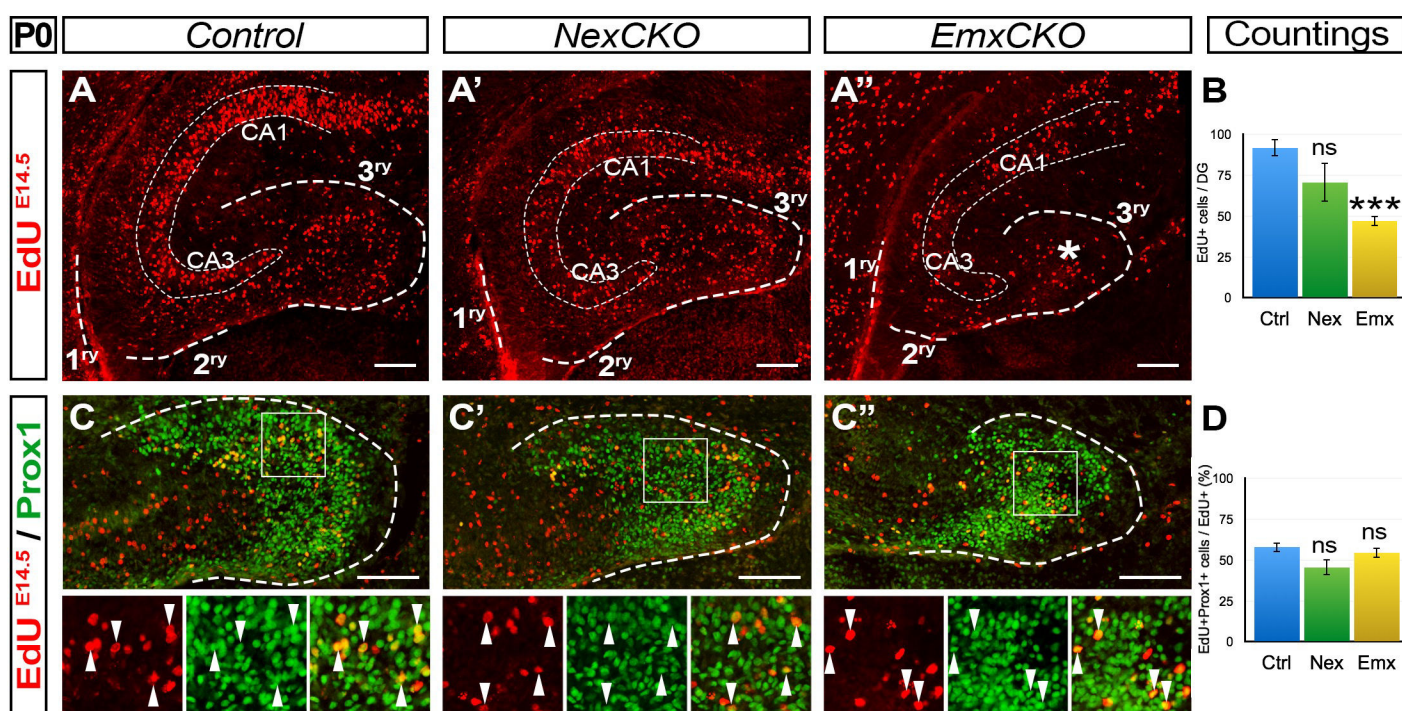 P0
Control
NexCKO
EmxCKO
Countings
EdU E14.5
A
CA1
CA3
1ry
2ry
3ry
A'
CA1
CA3
1ry
2ry
3ry
A''
CA1
CA3
1ry
2ry
3ry
*
B
EdU+ cells / DG
100
75
50
25
0
ns
***
Ctrl Nex Emx
EdU E14.5 / Prox1
C
C'
C''
D
EdU+Prox1+ cells / EdU+ (%)
100
75
50
25
0
ns
ns
Ctrl Nex Emx